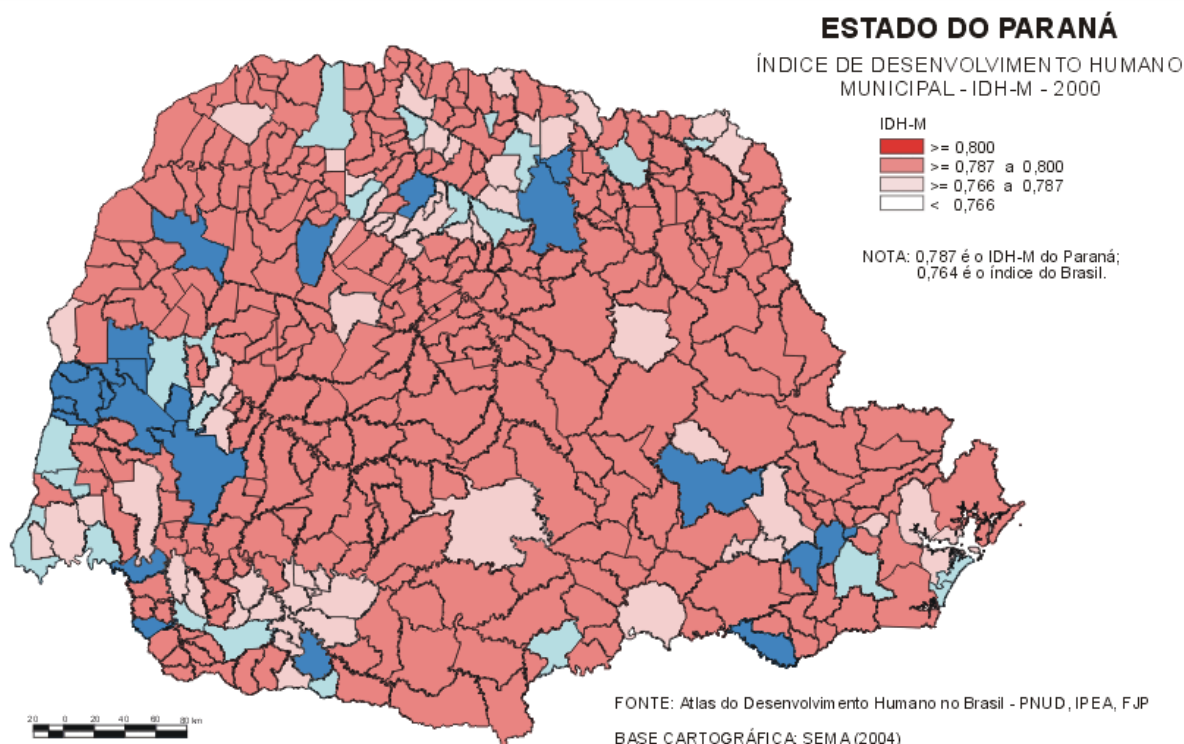 ESTADO DO PARANÁ
ÍNDICE DE DESENVOLVIMENTO HUMANO
MUNICIPAL - IDH-M - 2000
IDH-M
>= 0,800
>= 0,787 a 0,800
>= 0,766 a 0,787
< 0,766
NOTA: 0,787 é o IDH-M do Paraná;
0,764 é o índice do Brasil.
20 0 20 40 60 80 km
FONTE: Atlas do Desenvolvimento Humano no Brasil - PNUD, IPEA, FJP
BASE CARTOGRÁFICA: SEMA (2004)